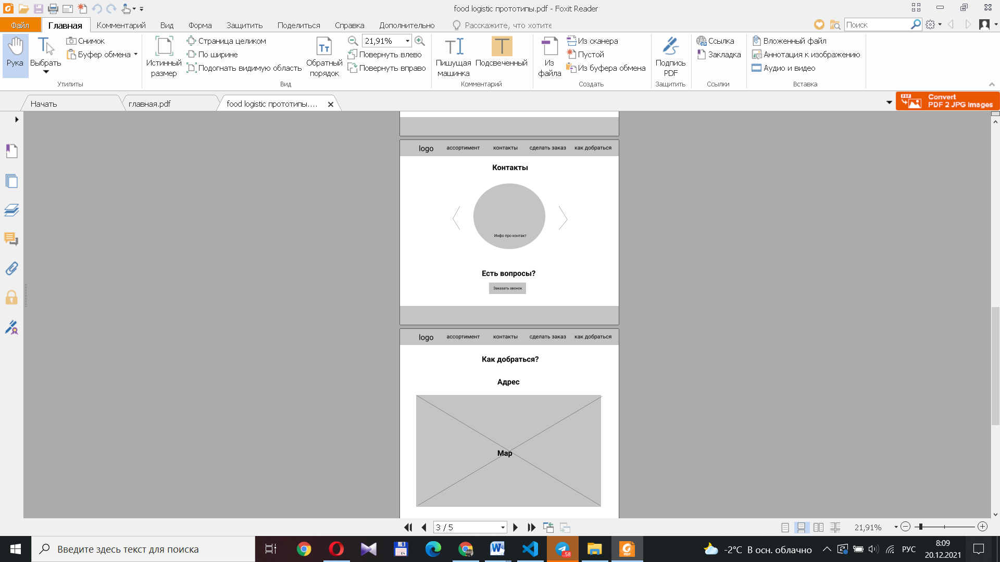 food logistic прототипы.pdf - Foxit Reader
Файл Главная Комментарий Вид Форма Защитить Поделиться Справка Дополнительно Расскажите, что хотите Поиск
Рука
Выбрать
Снимок
Буфер обмена
Утилиты
Истинный размер
Страница целиком
По ширине
Подогнать видимую область
Обратный порядок
21,91%
Повернуть влево
Повернуть вправо
Вид
Пишущая машинка
Подсвеченный
Комментарий
Из файла
Из сканера
Пустой
Из буфера обмена
Создать
Подпись PDF
Защитить
Ссылка
Закладка
Ссылки
Вложенный файл
Аннотация к изображению
Аудио и видео
Вставка
Начать
главная.pdf
food logistic прототипы....
Convert
PDF 2 JPG Images
logo ассортимент контакты сделать заказ как добраться
Контакты
Инфо про контакт
Есть вопросы?
Заказать звонок
logo ассортимент контакты сделать заказ как добраться
Как добраться?
Адрес
Map
3 / 5
21,91%
Введите здесь текст для поиска
..58
-2°C В осн. облачно
РУС
8:09
20.12.2021